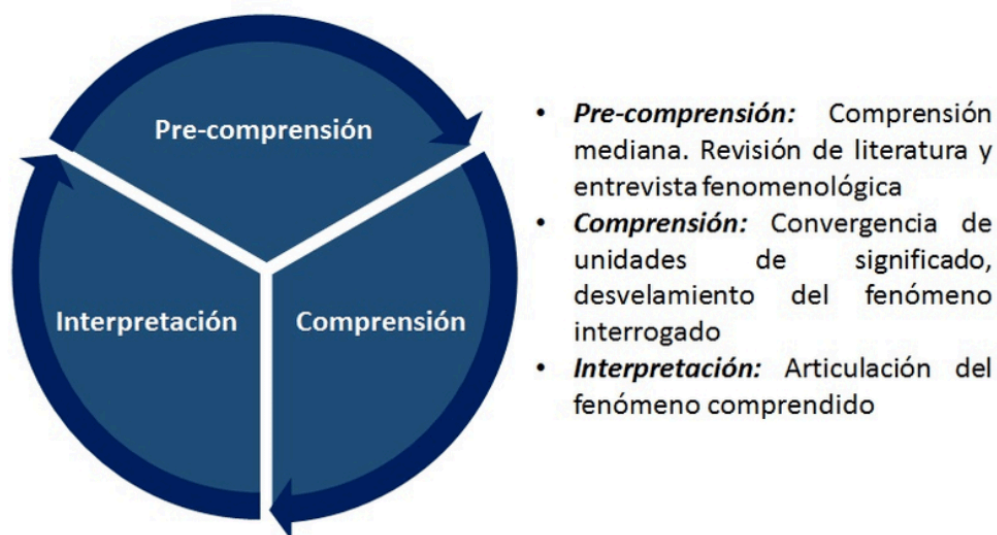 Pre-comprensión
Interpretación
Comprensión
• Pre-comprensión: Comprensión
mediana. Revisión de literatura y
entrevista fenomenológica
• Comprensión: Convergencia de
unidades de significado,
desvelamiento del fenómeno
interrogado
• Interpretación: Articulación del
fenómeno comprendido